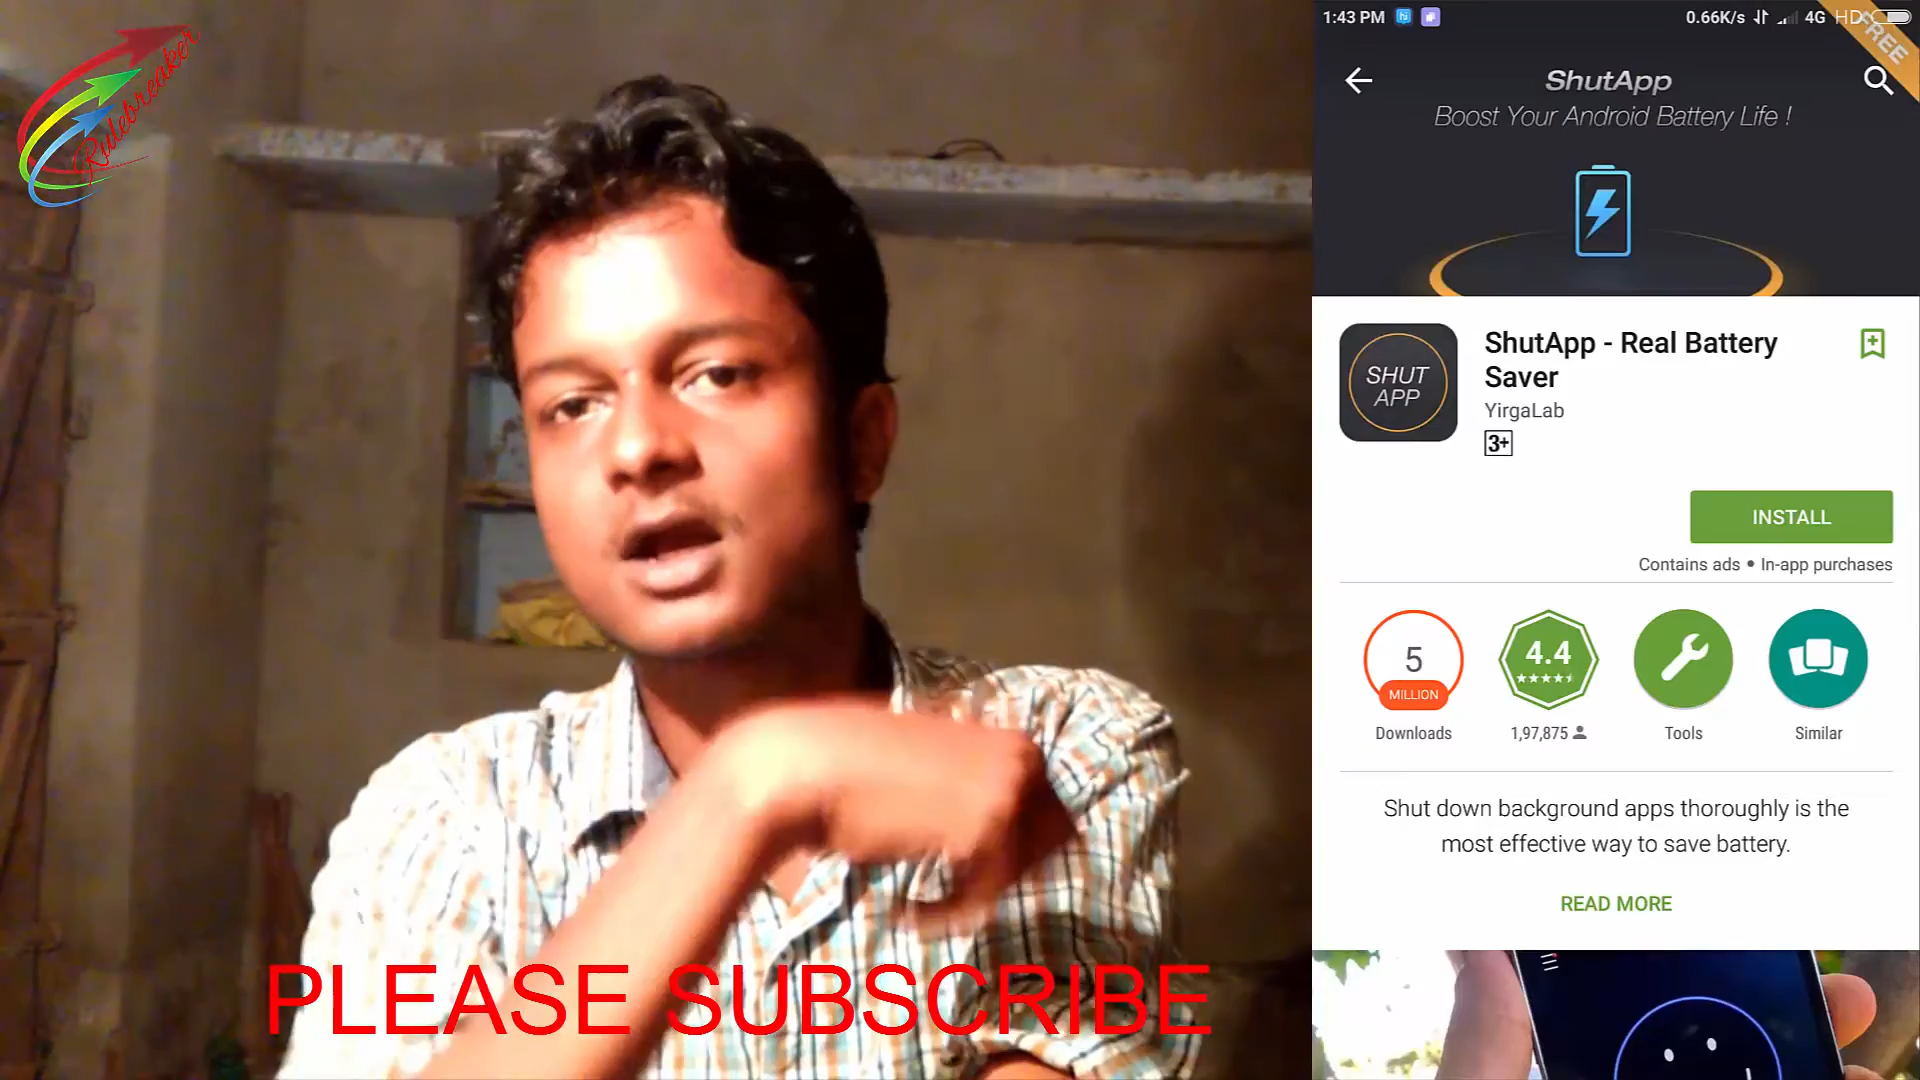 Rulebreaker
1:43 PM
0.66K/s 4G HD
FREE
ShutApp
Boost Your Android Battery Life !
SHUT
APP
ShutApp - Real Battery
Saver
YirgaLab
3+
INSTALL
Contains ads • In-app purchases
5
MILLION
Downloads
4.4
1,97,875
Tools
Similar
Shut down background apps thoroughly is the
most effective way to save battery.
READ MORE
PLEASE SUBSCRIBE